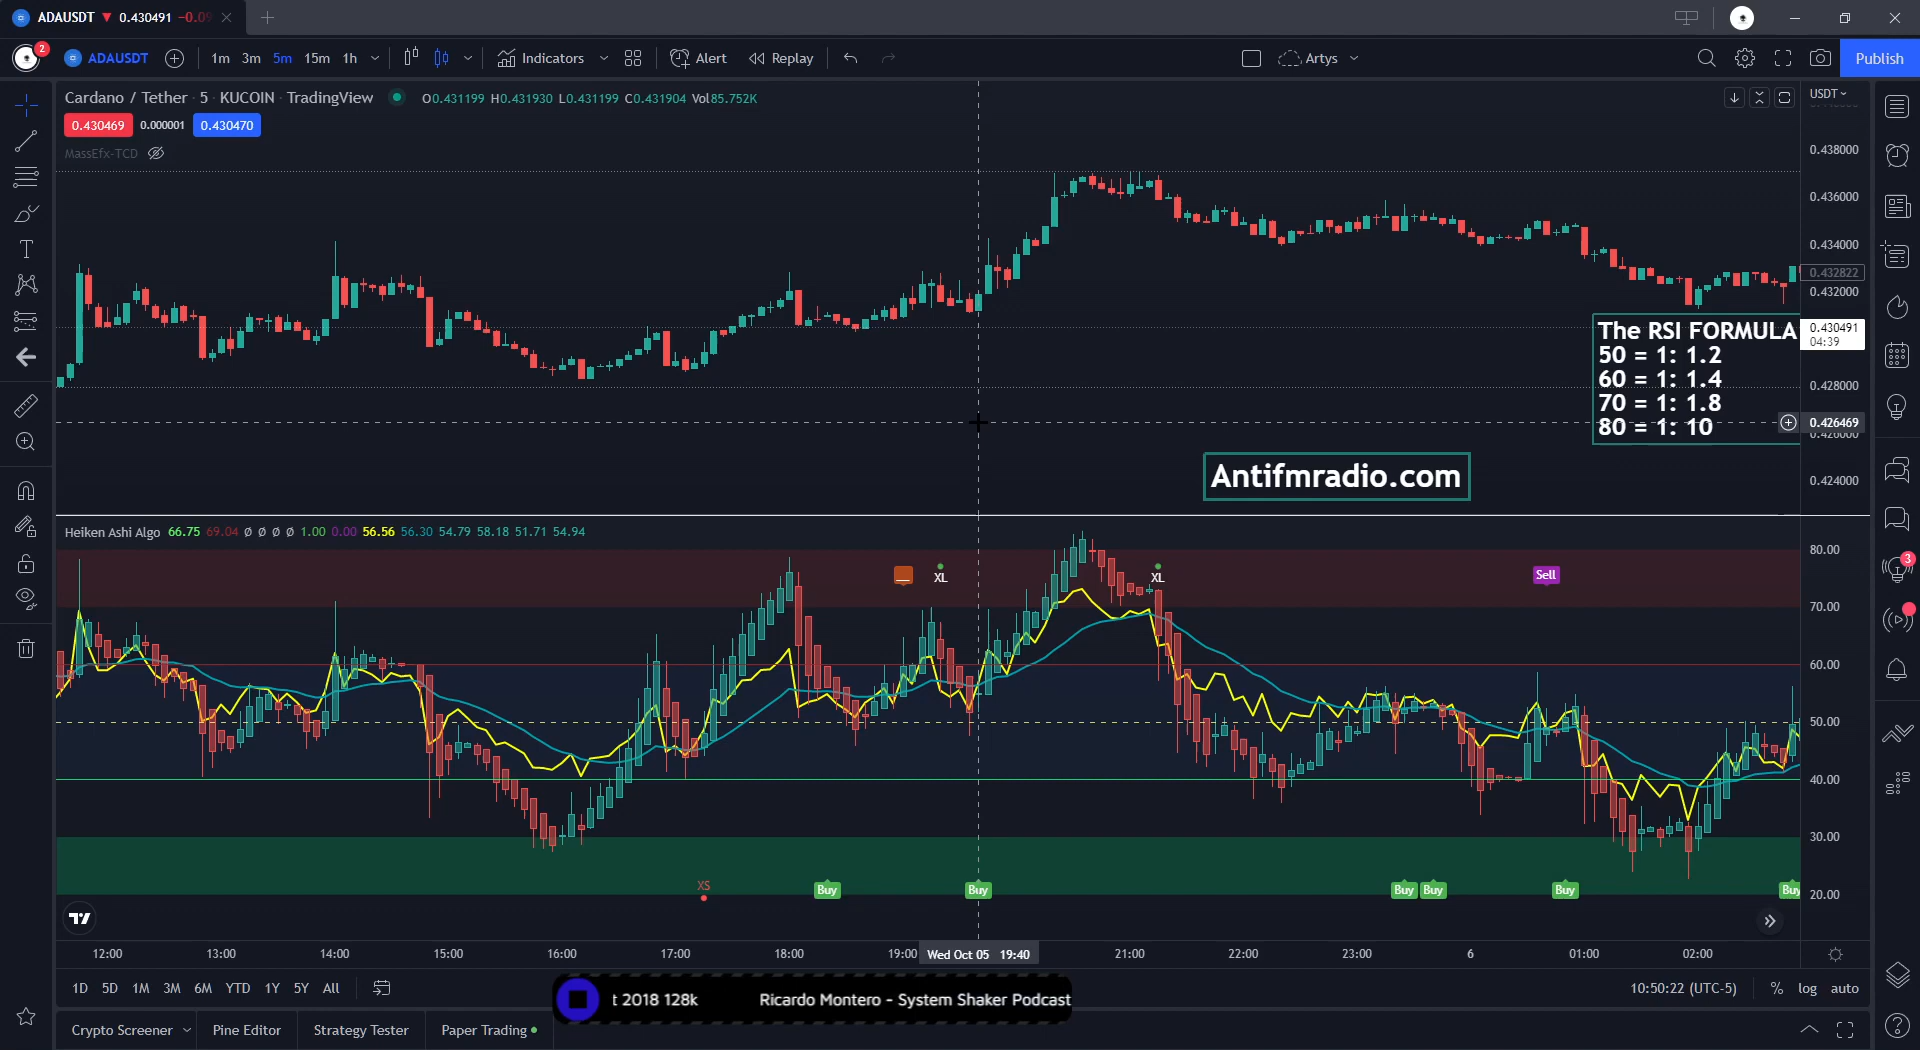 ADAUSDT ▼ 0.430491 −0.09
2 ADAUSDT 1m 3m 5m 15m 1h Indicators Alert Replay Artys Publish
Cardano / Tether · 5 · KUCOIN · TradingView O0.431199 H0.431930 L0.431199 C0.431904 Vol85.752K
USDT
0.430469 0.000001 0.430470
MassEfx-TCD
0.438000
0.436000
0.434000
0.432822
0.432000
0.430491
04:39
0.428000
0.426469
0.426000
0.424000
The RSI FORMULA
50 = 1: 1.2
60 = 1: 1.4
70 = 1: 1.8
80 = 1: 10
Antifmradio.com
Heiken Ashi Algo 66.75 69.04 Ø Ø Ø Ø 1.00 0.00 56.56 56.30 54.79 58.18 51.71 54.94
80.00
XL XL Sell
3
70.00
60.00
50.00
40.00
30.00
XS Buy Buy Buy Buy Buy Buy
20.00
12:00 13:00 14:00 15:00 16:00 17:00 18:00 19:00 Wed Oct 05 19:40 21:00 22:00 23:00 6 01:00 02:00
1D 5D 1M 3M 6M YTD 1Y 5Y All
10:50:22 (UTC-5) % log auto
t 2018 128k Ricardo Montero - System Shaker Podcast
Crypto Screener Pine Editor Strategy Tester Paper Trading